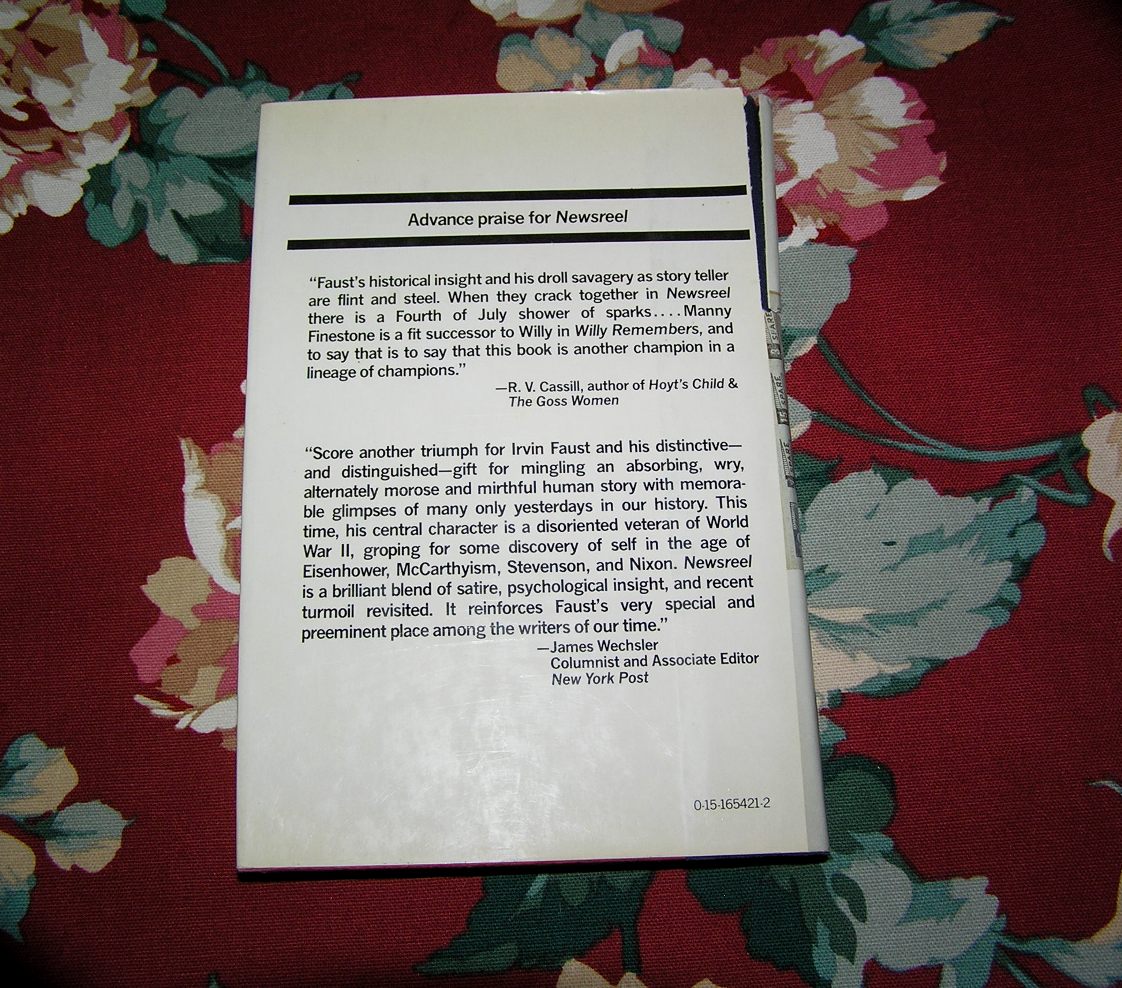 Advance praise for Newsreel
“Faust’s historical insight and his droll savagery as story teller
are flint and steel. When they crack together in Newsreel
there is a Fourth of July shower of sparks....Manny
Finestone is a fit successor to Willy in Willy Remembers, and
to say that is to say that this book is another champion in a
lineage of champions.”
—R. V. Cassill, author of Hoyt’s Child &
The Goss Women
“Score another triumph for Irvin Faust and his distinctive—
and distinguished—gift for mingling an absorbing, wry,
alternately morose and mirthful human story with memora-
ble glimpses of many only yesterdays in our history. This
time, his central character is a disoriented veteran of World
War II, groping for some discovery of self in the age of
Eisenhower, McCarthyism, Stevenson, and Nixon. Newsreel
is a brilliant blend of satire, psychological insight, and recent
turmoil revisited. It reinforces Faust’s very special and
preeminent place among the writers of our time.”
—James Wechsler
Columnist and Associate Editor
New York Post
0-15-165421-2